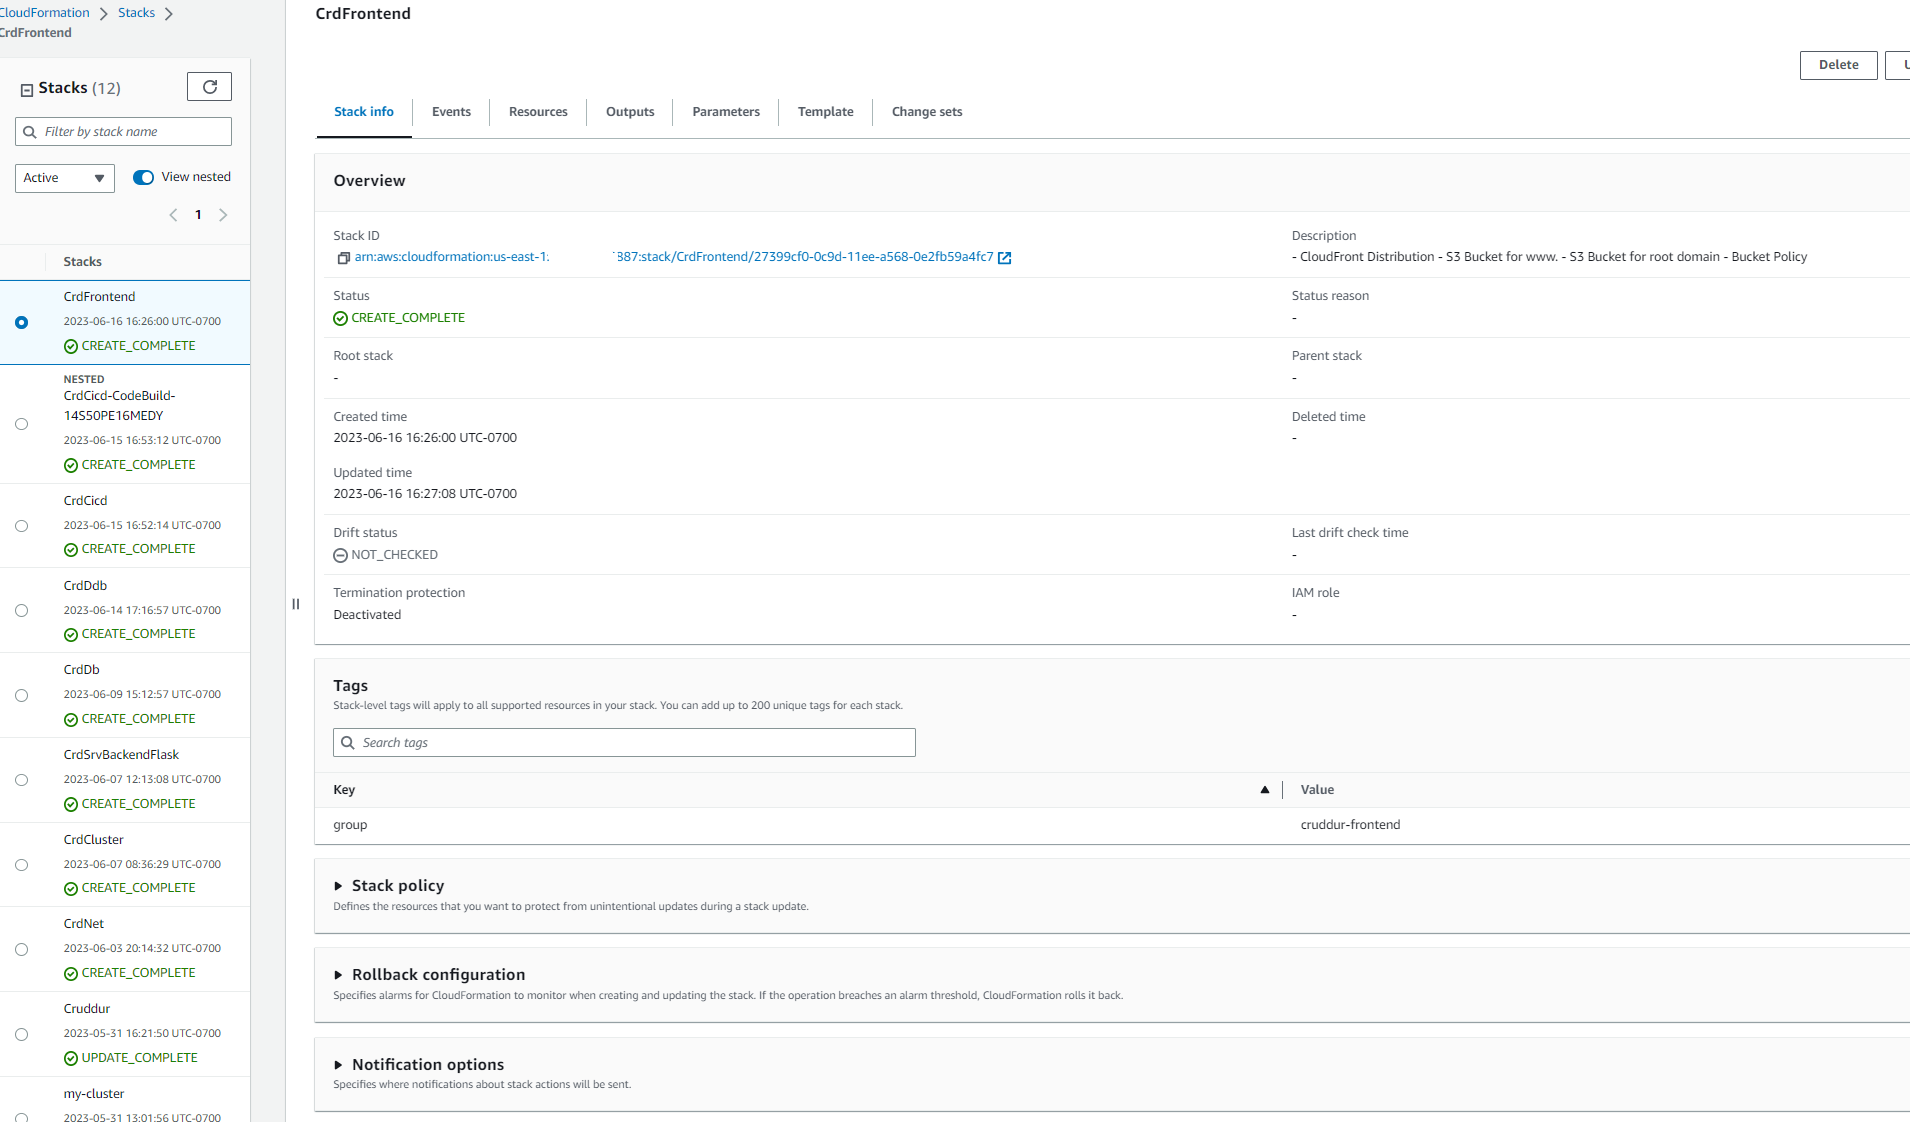 CloudFormation
Stacks
CrdFrontend
Stacks (12)
Filter by stack name
Active
View nested
1
Stacks
CrdFrontend
2023-06-16 16:26:00 UTC-0700
CREATE_COMPLETE
NESTED
CrdCicd-CodeBuild-
14S50PE16MEDY
2023-06-15 16:53:12 UTC-0700
CREATE_COMPLETE
CrdCicd
2023-06-15 16:52:14 UTC-0700
CREATE_COMPLETE
CrdDdb
2023-06-14 17:16:57 UTC-0700
CREATE_COMPLETE
CrdDb
2023-06-09 15:12:57 UTC-0700
CREATE_COMPLETE
CrdSrvBackendFlask
2023-06-07 12:13:08 UTC-0700
CREATE_COMPLETE
CrdCluster
2023-06-07 08:36:29 UTC-0700
CREATE_COMPLETE
CrdNet
2023-06-03 20:14:32 UTC-0700
CREATE_COMPLETE
Cruddur
2023-05-31 16:21:50 UTC-0700
UPDATE_COMPLETE
my-cluster
2023-05-31 13:01:56 UTC-0700
CrdFrontend
Delete
Stack info Events Resources Outputs Parameters Template Change sets
Overview
Stack ID
arn:aws:cloudformation:us-east-1: 887:stack/CrdFrontend/27399cf0-0c9d-11ee-a568-0e2fb59a4fc7
Description
- CloudFront Distribution - S3 Bucket for www. - S3 Bucket for root domain - Bucket Policy
Status
CREATE_COMPLETE
Status reason
-
Root stack
-
Parent stack
-
Created time
2023-06-16 16:26:00 UTC-0700
Deleted time
-
Updated time
2023-06-16 16:27:08 UTC-0700
Drift status
NOT_CHECKED
Last drift check time
-
Termination protection
Deactivated
IAM role
-
Tags
Stack-level tags will apply to all supported resources in your stack. You can add up to 200 unique tags for each stack.
Search tags
Key Value
group cruddur-frontend
Stack policy
Defines the resources that you want to protect from unintentional updates during a stack update.
Rollback configuration
Specifies alarms for CloudFormation to monitor when creating and updating the stack. If the operation breaches an alarm threshold, CloudFormation rolls it back.
Notification options
Specifies where notifications about stack actions will be sent.